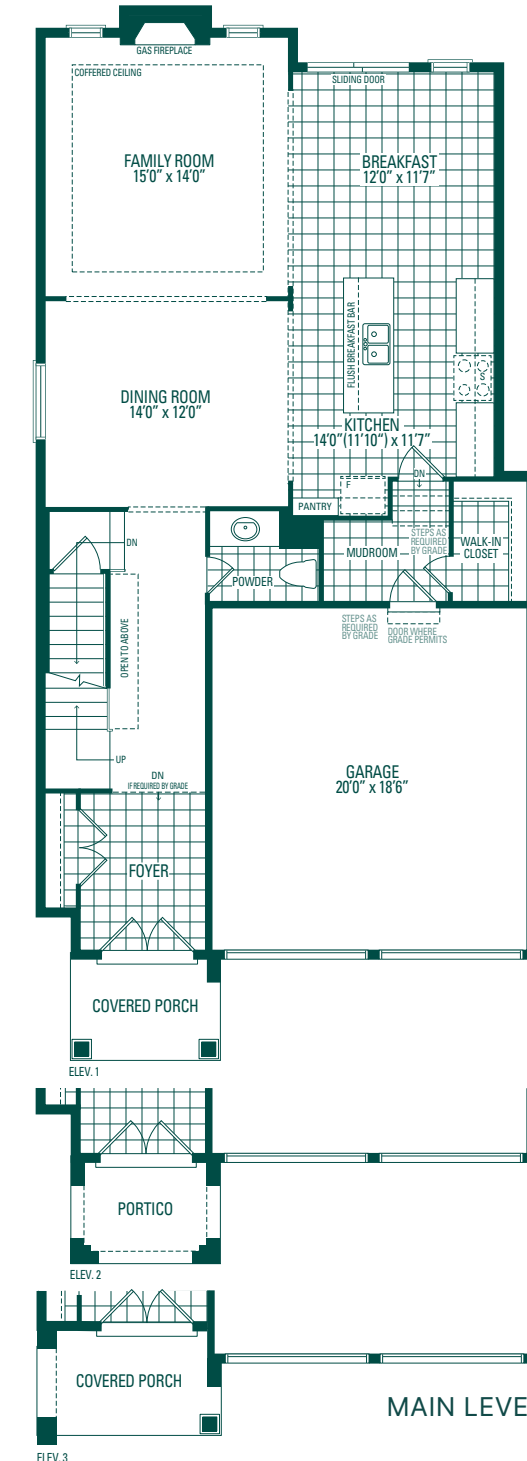 GAS FIREPLACE
COFFERED CEILING
SLIDING DOOR
FAMILY ROOM
15'0" x 14'0"
BREAKFAST
12'0" x 11'7"
FLUSH BREAKFAST BAR
S
DINING ROOM
14'0" x 12'0"
KITCHEN
14'0"(11'10") x 11'7"
DN
F
PANTRY
STEPS AS
REQUIRED
BY GRADE
DN
MUDROOM
WALK-IN
CLOSET
POWDER
STEPS AS
REQUIRED
BY GRADE
DOOR WHERE
GRADE PERMITS
OPEN TO ABOVE
UP
DN
IF REQUIRED BY GRADE
GARAGE
20'0" x 18'6"
FOYER
COVERED PORCH
ELEV. 1
PORTICO
ELEV. 2
COVERED PORCH
MAIN LEVE
ELEV. 3